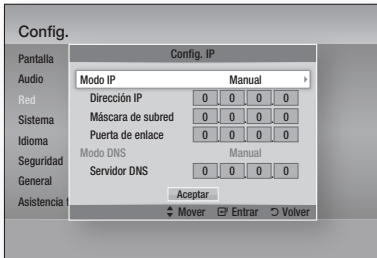 Config.
Pantalla
Audio
Red
Sistema
Idioma
Seguridad
General
Asistencia
Config. IP
Modo IP Manual
Dirección IP 0 . 0 . 0 . 0
Máscara de subred 0 . 0 . 0 . 0
Puerta de enlace 0 . 0 . 0 . 0
Modo DNS Manual
Servidor DNS 0 . 0 . 0 . 0
Aceptar
Mover Entrar Volver